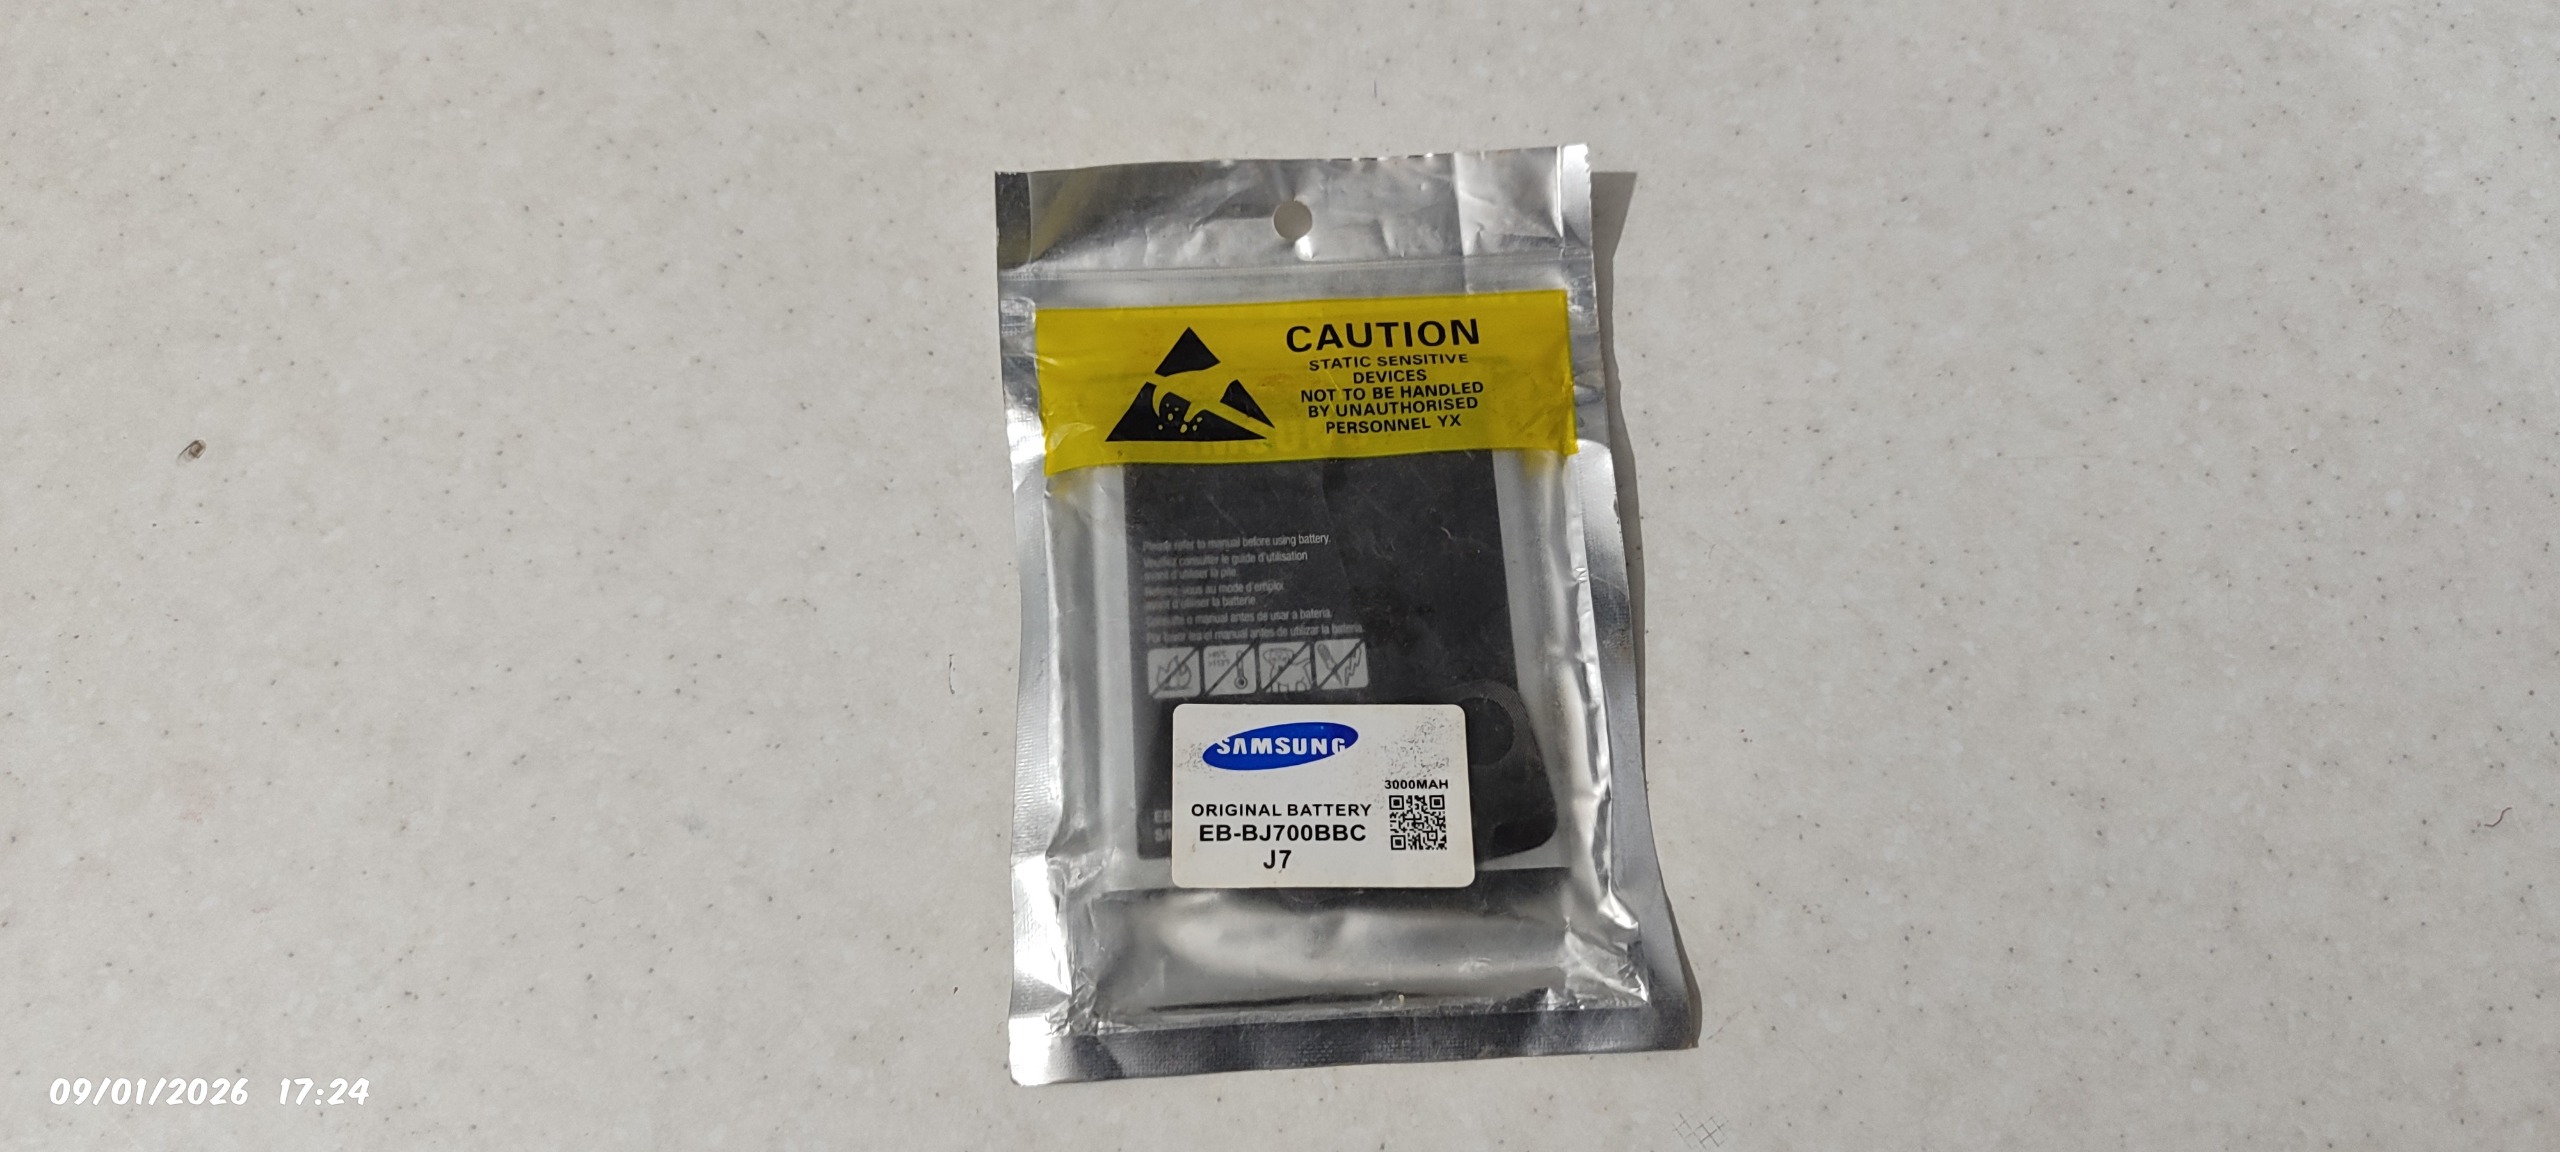 CAUTION
STATIC SENSITIVE
DEVICES
NOT TO BE HANDLED
BY UNAUTHORISED
PERSONNEL YX
Please refer to manual before using battery.
Veuillez consulter le guide d'utilisation
avant d'utiliser la pile.
Référez-vous au mode d'emploi
avant d'utiliser la batterie.
Consulte o manual antes de usar a bateria.
Por favor lea el manual antes de utilizar la batería.
SAMSUNG
3000MAH
ORIGINAL BATTERY
EB-BJ700BBC
J7
EB
09/01/2026 17:24